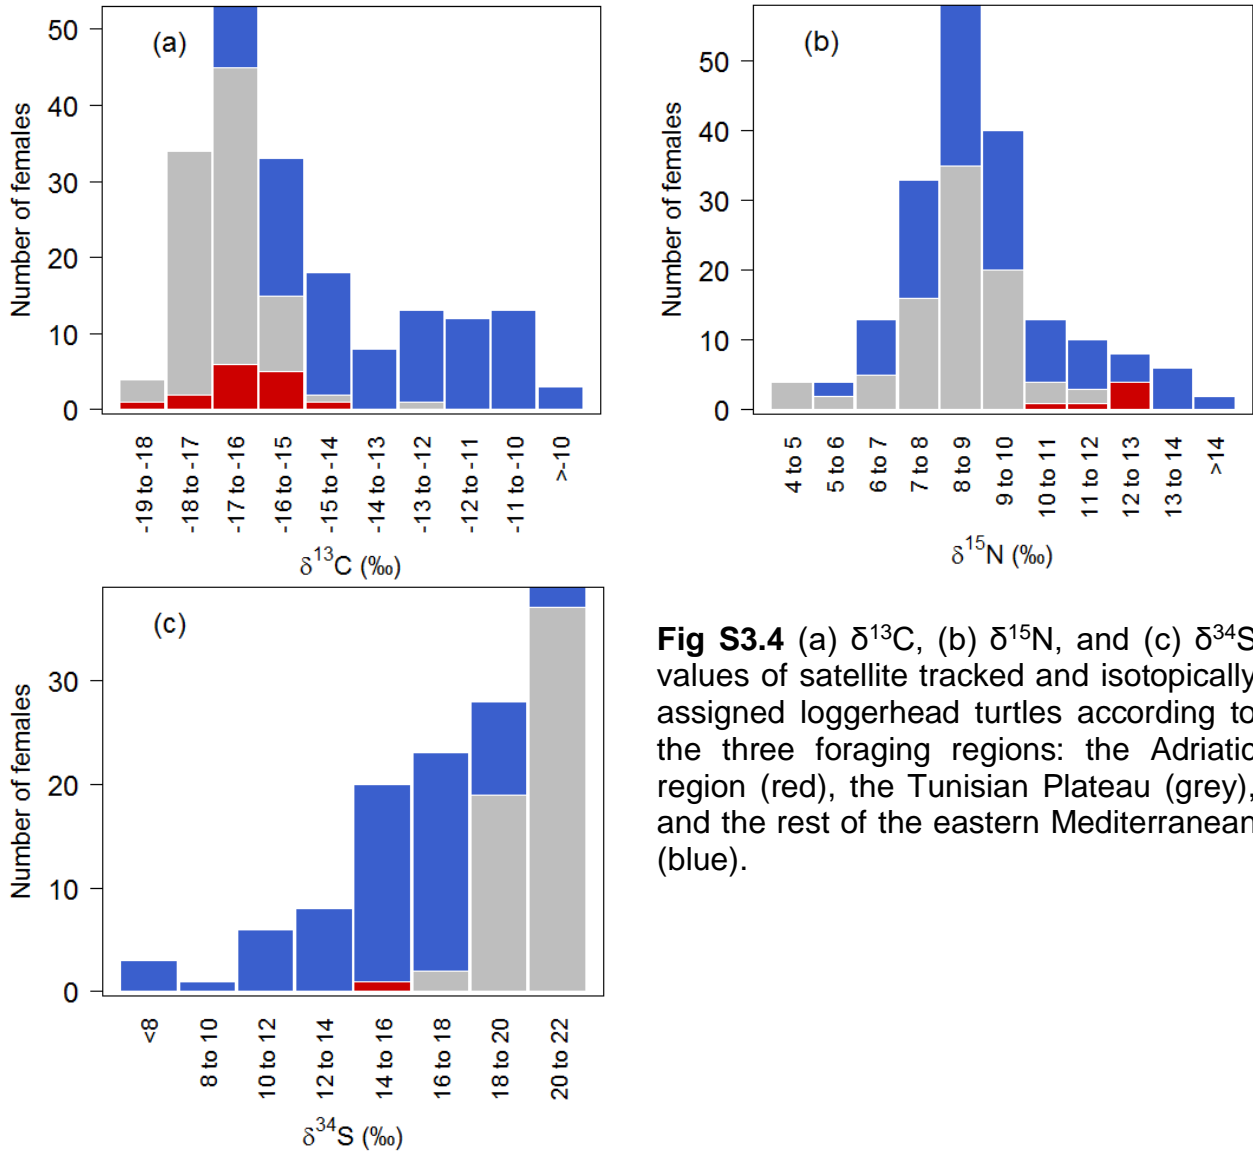 (a)
Number of females
50
40
30
20
10
0
-19 to -18
-18 to -17
-17 to -16
-16 to -15
-15 to -14
-14 to -13
-13 to -12
-12 to -11
-11 to -10
>-10
δ¹³C (‰)
(b)
Number of females
50
40
30
20
10
0
4 to 5
5 to 6
6 to 7
7 to 8
8 to 9
9 to 10
10 to 11
11 to 12
12 to 13
13 to 14
>14
δ¹⁵N (‰)
(c)
Number of females
30
20
10
0
<8
8 to 10
10 to 12
12 to 14
14 to 16
16 to 18
18 to 20
20 to 22
δ³⁴S (‰)
Fig S3.4 (a) δ¹³C, (b) δ¹⁵N, and (c) δ³⁴S
values of satellite tracked and isotopically
assigned loggerhead turtles according to
the three foraging regions: the Adriatic
region (red), the Tunisian Plateau (grey),
and the rest of the eastern Mediterranean
(blue).